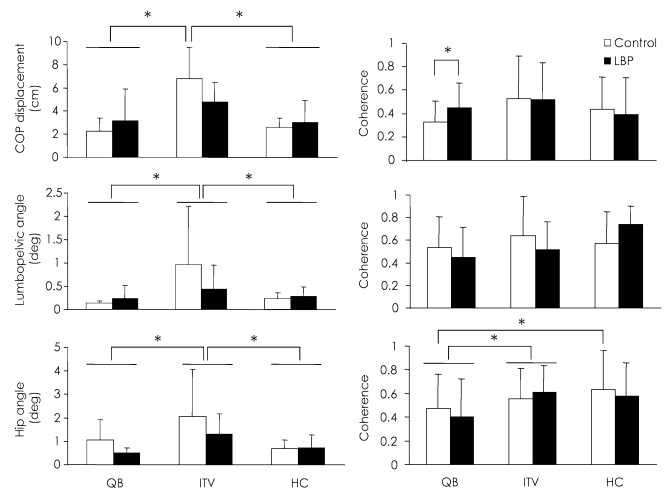 *
*
10
8
6
4
2
0
COP displacement
(cm)
*
*
2.5
2
1.5
1
0.5
0
Lumbopelvic angle
(deg)
*
*
5
4
3
2
1
0
Hip angle
(deg)
QB
ITV
HC
Control
LBP
*
1
0.8
0.6
0.4
0.2
0
Coherence
1
0.8
0.6
0.4
0.2
0
Coherence
*
*
1
0.8
0.6
0.4
0.2
0
Coherence
QB
ITV
HC